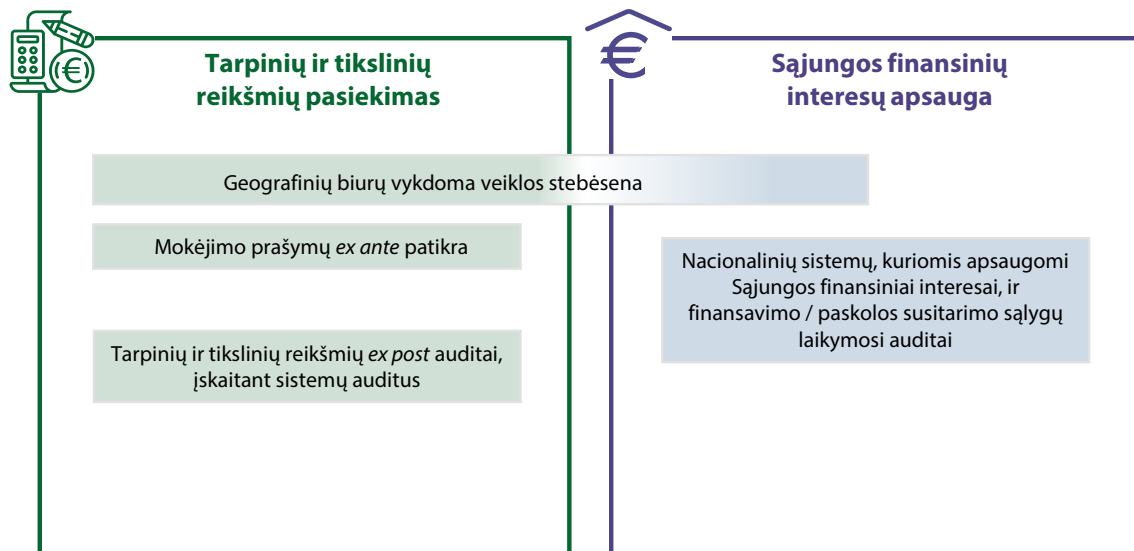 Tarpinių ir tikslinių
reikšmių pasiekimas
Sąjungos finansinių
interesų apsauga
Geografinių biurų vykdoma veiklos stebėsena
Mokėjimo prašymų ex ante patikra
Tarpinių ir tikslinių reikšmių ex post auditai,
įskaitant sistemų auditus
Nacionalinių sistemų, kuriomis apsaugomi
Sąjungos finansiniai interesai, ir
finansavimo / paskolos susitarimo sąlygų
laikymosi auditai